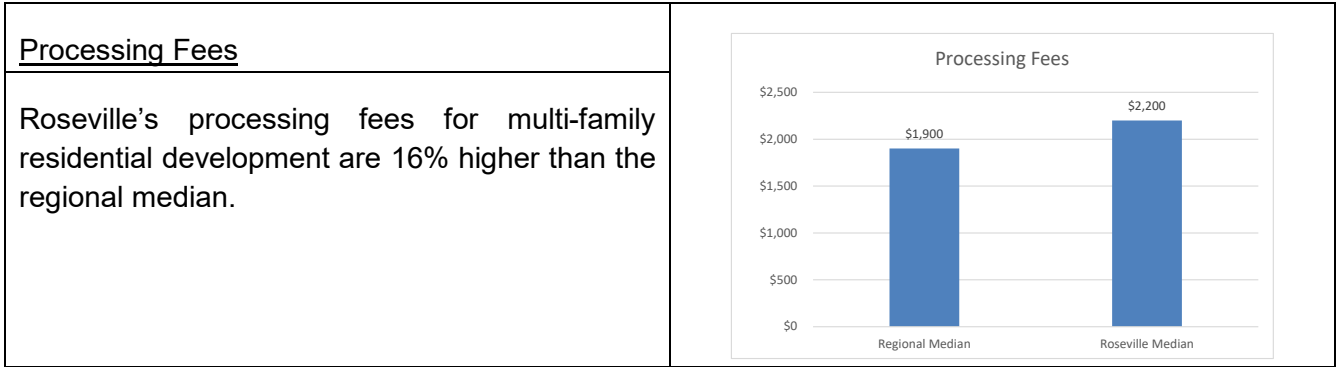 Processing Fees
Roseville’s processing fees for multi-family
residential development are 16% higher than the
regional median.
Processing Fees
$2,500
$2,000
$1,500
$1,000
$500
$0
$1,900
$2,200
Regional Median
Roseville Median